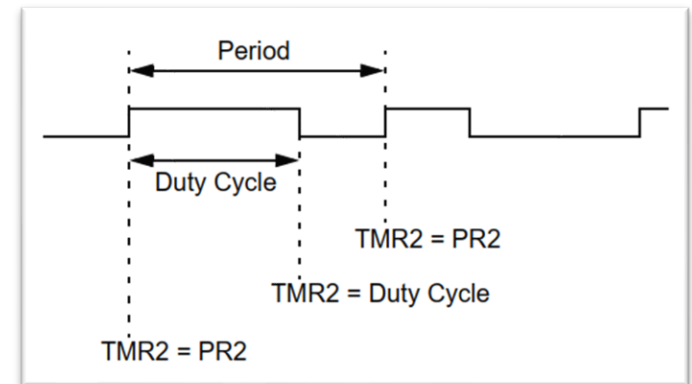 Period
Duty Cycle
TMR2 = PR2
TMR2 = Duty Cycle
TMR2 = PR2